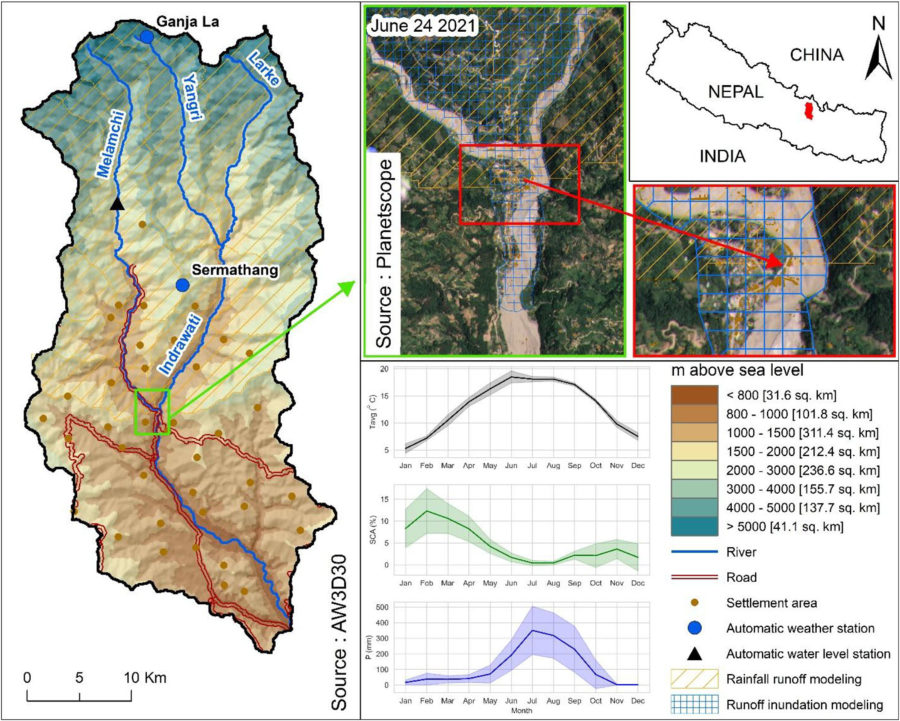 Ganja La
Melamchi
Yangri
Larke
Sermathang
Indrawati
0 5 10 Km
Source : AW3D30
June 24 2021
Source : Planetscope
N
CHINA
NEPAL
INDIA
20
15
10
5
Tavg (° C)
Jan Feb Mar Apr May Jun Jul Aug Sep Oct Nov Dec
15
10
5
0
SCA (%)
Jan Feb Mar Apr May Jun Jul Aug Sep Oct Nov Dec
500
400
300
200
100
0
P (mm)
Jan Feb Mar Apr May Jun Jul Aug Sep Oct Nov Dec
Month
m above sea level
< 800 [31.6 sq. km]
800 - 1000 [101.8 sq. km]
1000 - 1500 [311.4 sq. km]
1500 - 2000 [212.4 sq. km]
2000 - 3000 [236.6 sq. km]
3000 - 4000 [155.7 sq. km]
4000 - 5000 [137.7 sq. km]
> 5000 [41.1 sq. km]
River
Road
Settlement area
Automatic weather station
Automatic water level station
Rainfall runoff modeling
Runoff inundation modeling